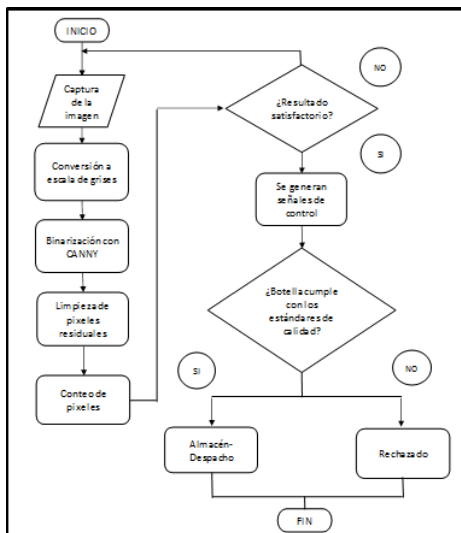 INICIO
Captura
de la
imagen
Conversión a
escala de grises
Binarización con
CANNY
Limpieza de
pixeles
residuales
Conteo de
pixeles
¿Resultado
satisfactorio?
NO
SI
Se generan
señales de
control
¿Botella cumple
con los
estándares de
calidad?
SI
NO
Almacén-
Despacho
Rechazado
FIN